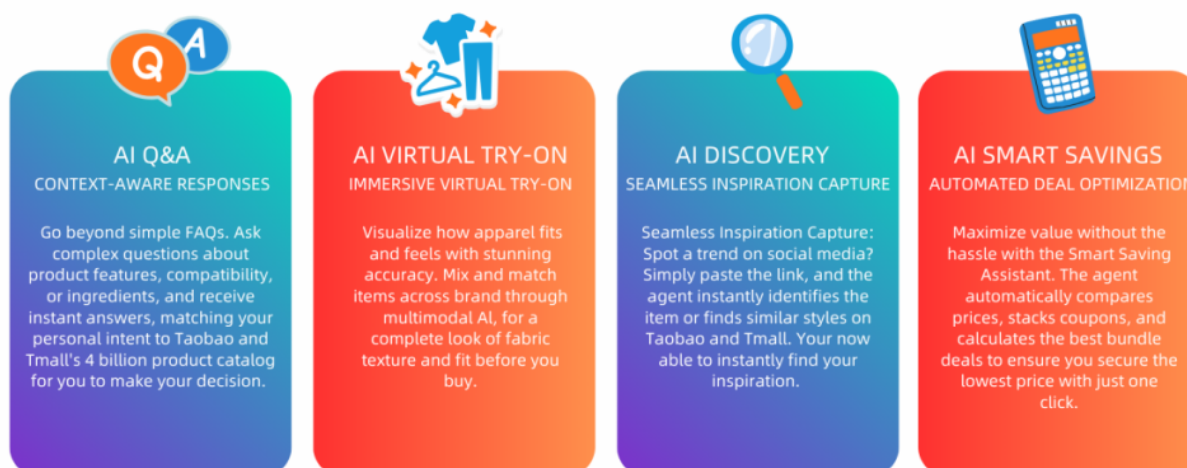 Q A
AI Q&A
CONTEXT-AWARE RESPONSES
Go beyond simple FAQs. Ask
complex questions about
product features, compatibility,
or ingredients, and receive
instant answers, matching your
personal intent to Taobao and
Tmall's 4 billion product catalog
for you to make your decision.
AI VIRTUAL TRY-ON
IMMERSIVE VIRTUAL TRY-ON
Visualize how apparel fits
and feels with stunning
accuracy. Mix and match
items across brand through
multimodal AI, for a
complete look of fabric
texture and fit before you
buy.
AI DISCOVERY
SEAMLESS INSPIRATION CAPTURE
Seamless Inspiration Capture:
Spot a trend on social media?
Simply paste the link, and the
agent instantly identifies the
item or finds similar styles on
Taobao and Tmall. Your now
able to instantly find your
inspiration.
AI SMART SAVINGS
AUTOMATED DEAL OPTIMIZATION
Maximize value without the
hassle with the Smart Saving
Assistant. The agent
automatically compares
prices, stacks coupons, and
calculates the best bundle
deals to ensure you secure the
lowest price with just one
click.